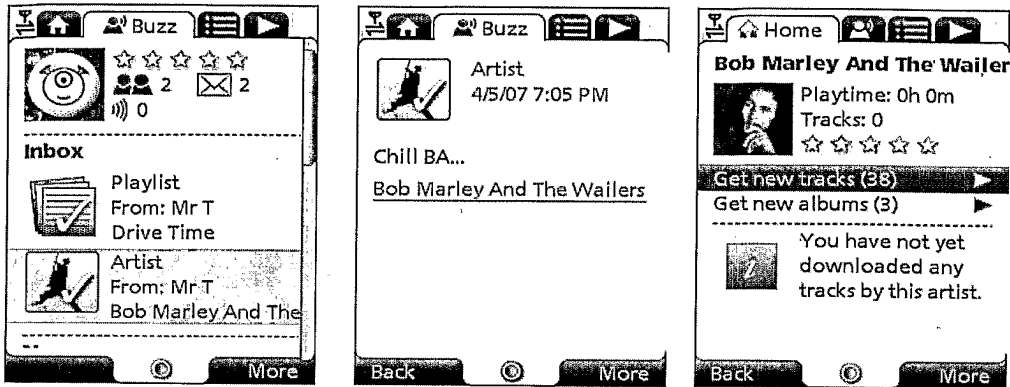 Buzz
2
2
0
Inbox
Playlist
From: Mr T
Drive Time
Artist
From: Mr T
Bob Marley And The
More
Buzz
Artist
4/5/07 7:05 PM
Chill BA...
Bob Marley And The Wailers
Back
More
Home
Bob Marley And The Wailer
Playtime: 0h 0m
Tracks: 0
Get new tracks (38)
Get new albums (3)
You have not yet
downloaded any
tracks by this artist.
Back
More